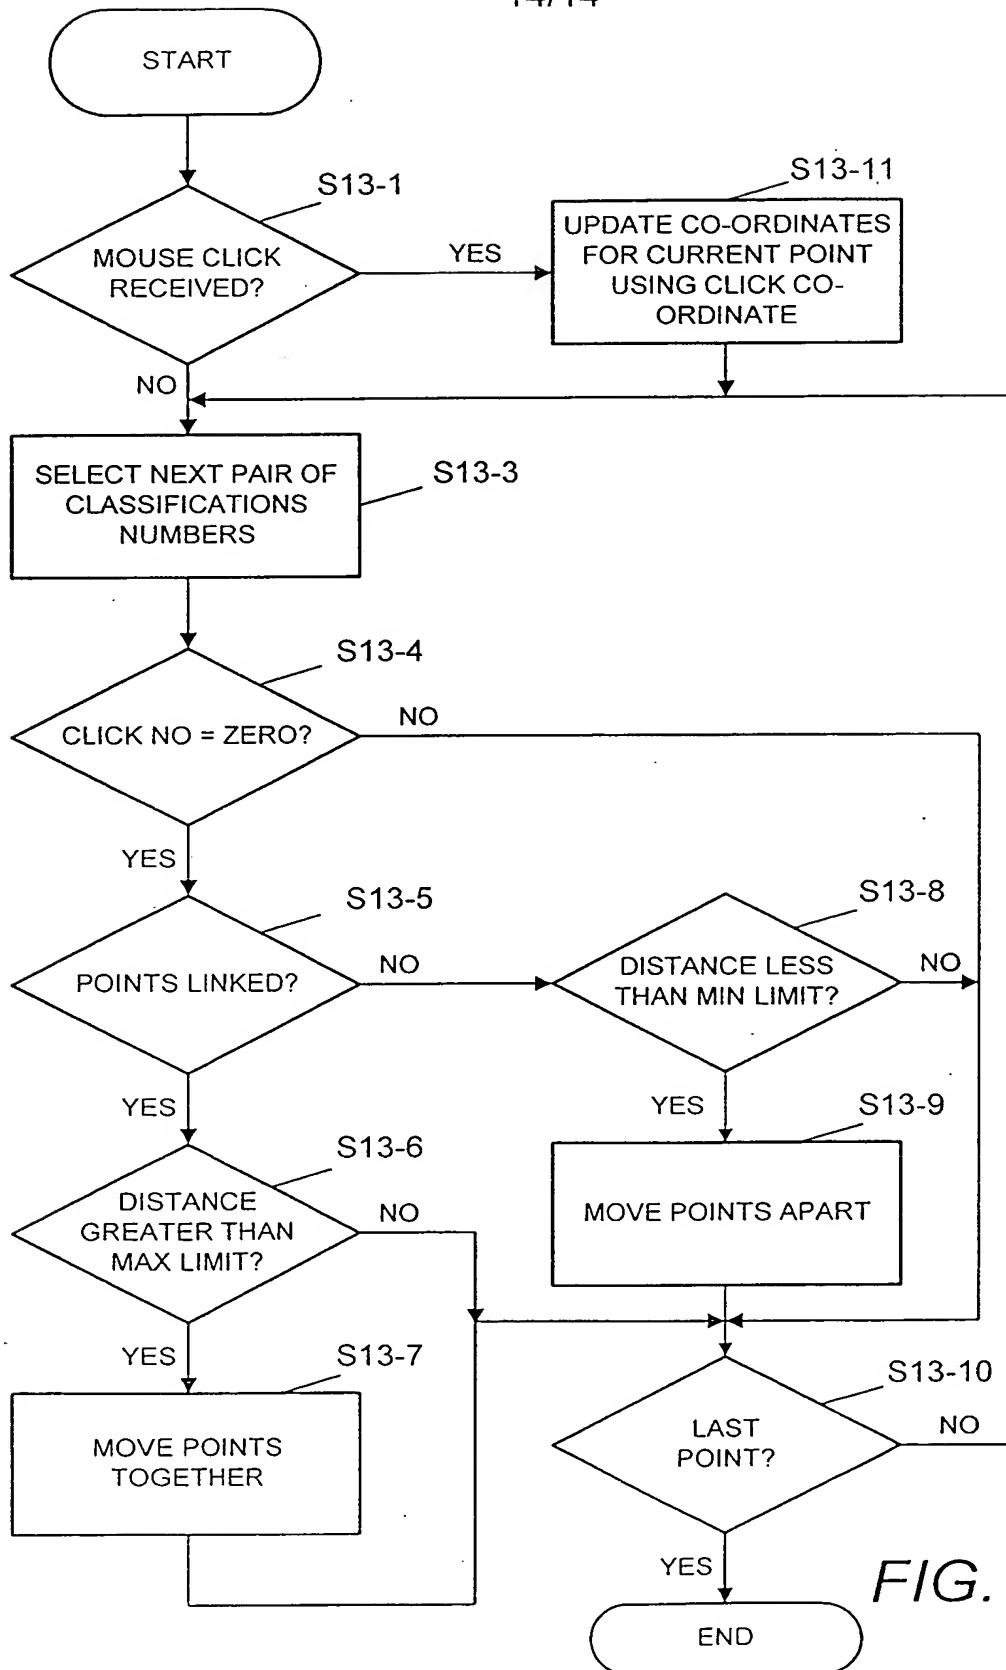 14/14
START
S13-1
MOUSE CLICK
RECEIVED?
YES
NO
S13-11
UPDATE CO-ORDINATES
FOR CURRENT POINT
USING CLICK CO-
ORDINATE
SELECT NEXT PAIR OF
CLASSIFICATIONS
NUMBERS
S13-3
S13-4
CLICK NO = ZERO?
NO
YES
S13-5
POINTS LINKED?
NO
YES
S13-8
DISTANCE LESS
THAN MIN LIMIT?
NO
YES
S13-9
MOVE POINTS APART
S13-6
DISTANCE
GREATER THAN
MAX LIMIT?
NO
YES
S13-7
MOVE POINTS
TOGETHER
S13-10
LAST
POINT?
NO
YES
END
FIG.